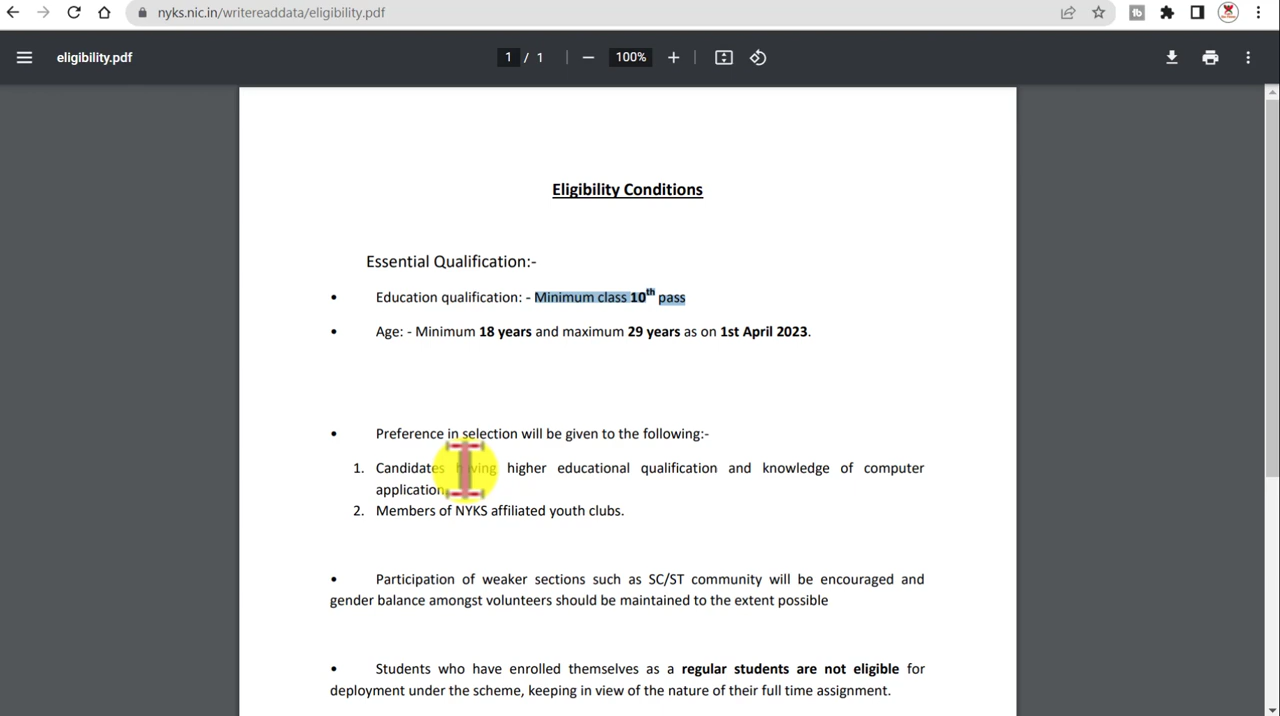 nyks.nic.in/writereaddata/eligibility.pdf
eligibility.pdf
1 / 1
100%
Eligibility Conditions
Essential Qualification:-
• Education qualification: - Minimum class 10th pass
• Age: - Minimum 18 years and maximum 29 years as on 1st April 2023.
• Preference in selection will be given to the following:-
1. Candidates having higher educational qualification and knowledge of computer
application
2. Members of NYKS affiliated youth clubs.
• Participation of weaker sections such as SC/ST community will be encouraged and
gender balance amongst volunteers should be maintained to the extent possible
• Students who have enrolled themselves as a regular students are not eligible for
deployment under the scheme, keeping in view of the nature of their full time assignment.